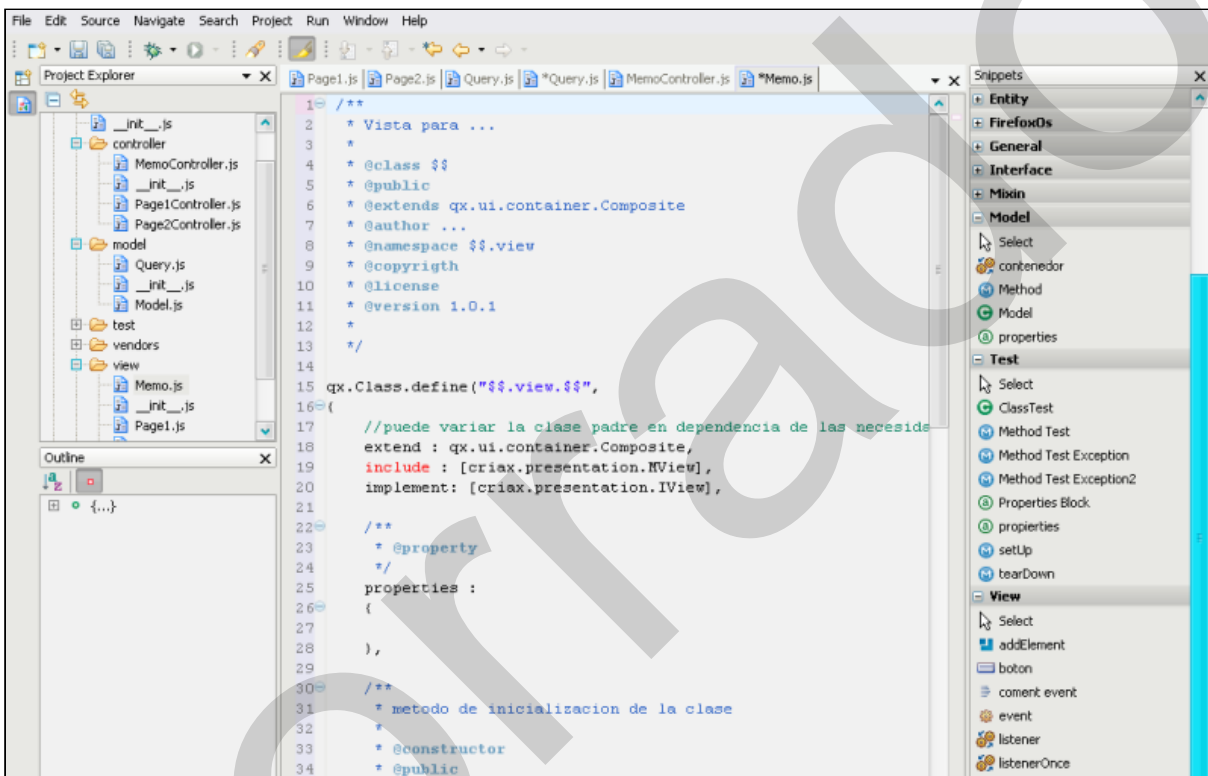 File Edit Source Navigate Search Project Run Window Help
Project Explorer
__init__.js
controller
MemoController.js
__init__.js
Page1Controller.js
Page2Controller.js
model
Query.js
__init__.js
Model.js
test
vendors
view
Memo.js
__init__.js
Page1.js
Outline
{...}
Page1.js Page2.js Query.js *Query.js MemoController.js *Memo.js
1 /**
2 * Vista para ...
3 *
4 * @class $$
5 * @public
6 * @extends qx.ui.container.Composite
7 * @author ...
8 * @namespace $$.view
9 * @copyrigth
10 * @license
11 * @version 1.0.1
12 *
13 */
14
15 qx.Class.define("$$.view.$$",
16 {
17 //puede variar la clase padre en dependencia de las necesids
18 extend : qx.ui.container.Composite,
19 include : [criax.presentation.MView],
20 implement: [criax.presentation.IView],
21
22 /**
23 * @property
24 */
25 properties :
26 {
27
28 },
29
30 /**
31 * metodo de inicializacion de la clase
32 *
33 * @constructor
34 * @public
Snippets
Entity
FirefoxOs
General
Interface
Mixin
Model
Select
contenedor
Method
Model
properties
Test
Select
ClassTest
Method Test
Method Test Exception
Method Test Exception2
Properties Block
propierties
setUp
tearDown
View
Select
addElement
boton
coment event
event
listener
listenerOnce
orrado